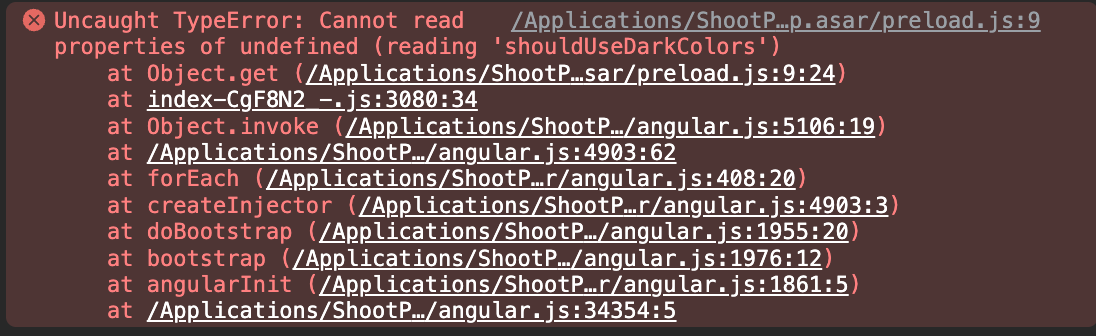 Uncaught TypeError: Cannot read /Applications/ShootP…p.asar/preload.js:9
properties of undefined (reading 'shouldUseDarkColors')
at Object.get (/Applications/ShootP…sar/preload.js:9:24)
at index-CgF8N2_-.js:3080:34
at Object.invoke (/Applications/ShootP…/angular.js:5106:19)
at /Applications/ShootP…/angular.js:4903:62
at forEach (/Applications/ShootP…r/angular.js:408:20)
at createInjector (/Applications/ShootP…r/angular.js:4903:3)
at doBootstrap (/Applications/ShootP…/angular.js:1955:20)
at bootstrap (/Applications/ShootP…/angular.js:1976:12)
at angularInit (/Applications/ShootP…r/angular.js:1861:5)
at /Applications/ShootP…/angular.js:34354:5